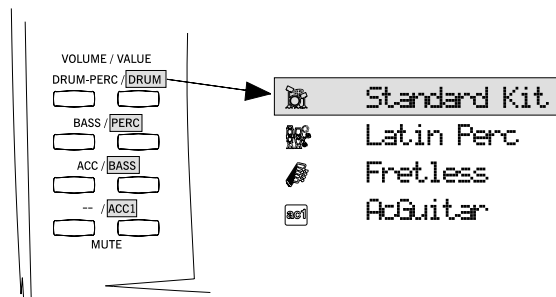 VOLUME / VALUE
DRUM-PERC / DRUM
BASS / PERC
ACC / BASS
-- / ACC1
MUTE
Standard Kit
Latin Perc
Fretless
ac1 AcGuitar